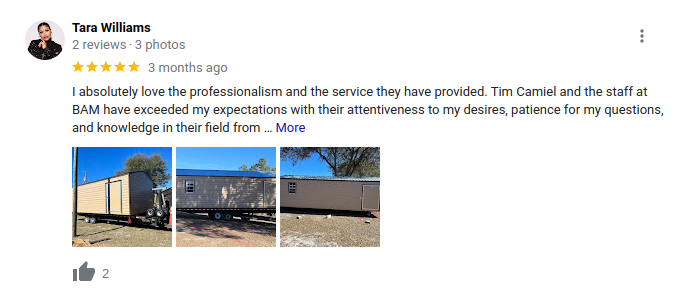 Tara Williams
2 reviews · 3 photos
3 months ago
I absolutely love the professionalism and the service they have provided. Tim Camiel and the staff at
BAM have exceeded my expectations with their attentiveness to my desires, patience for my questions,
and knowledge in their field from ... More
2